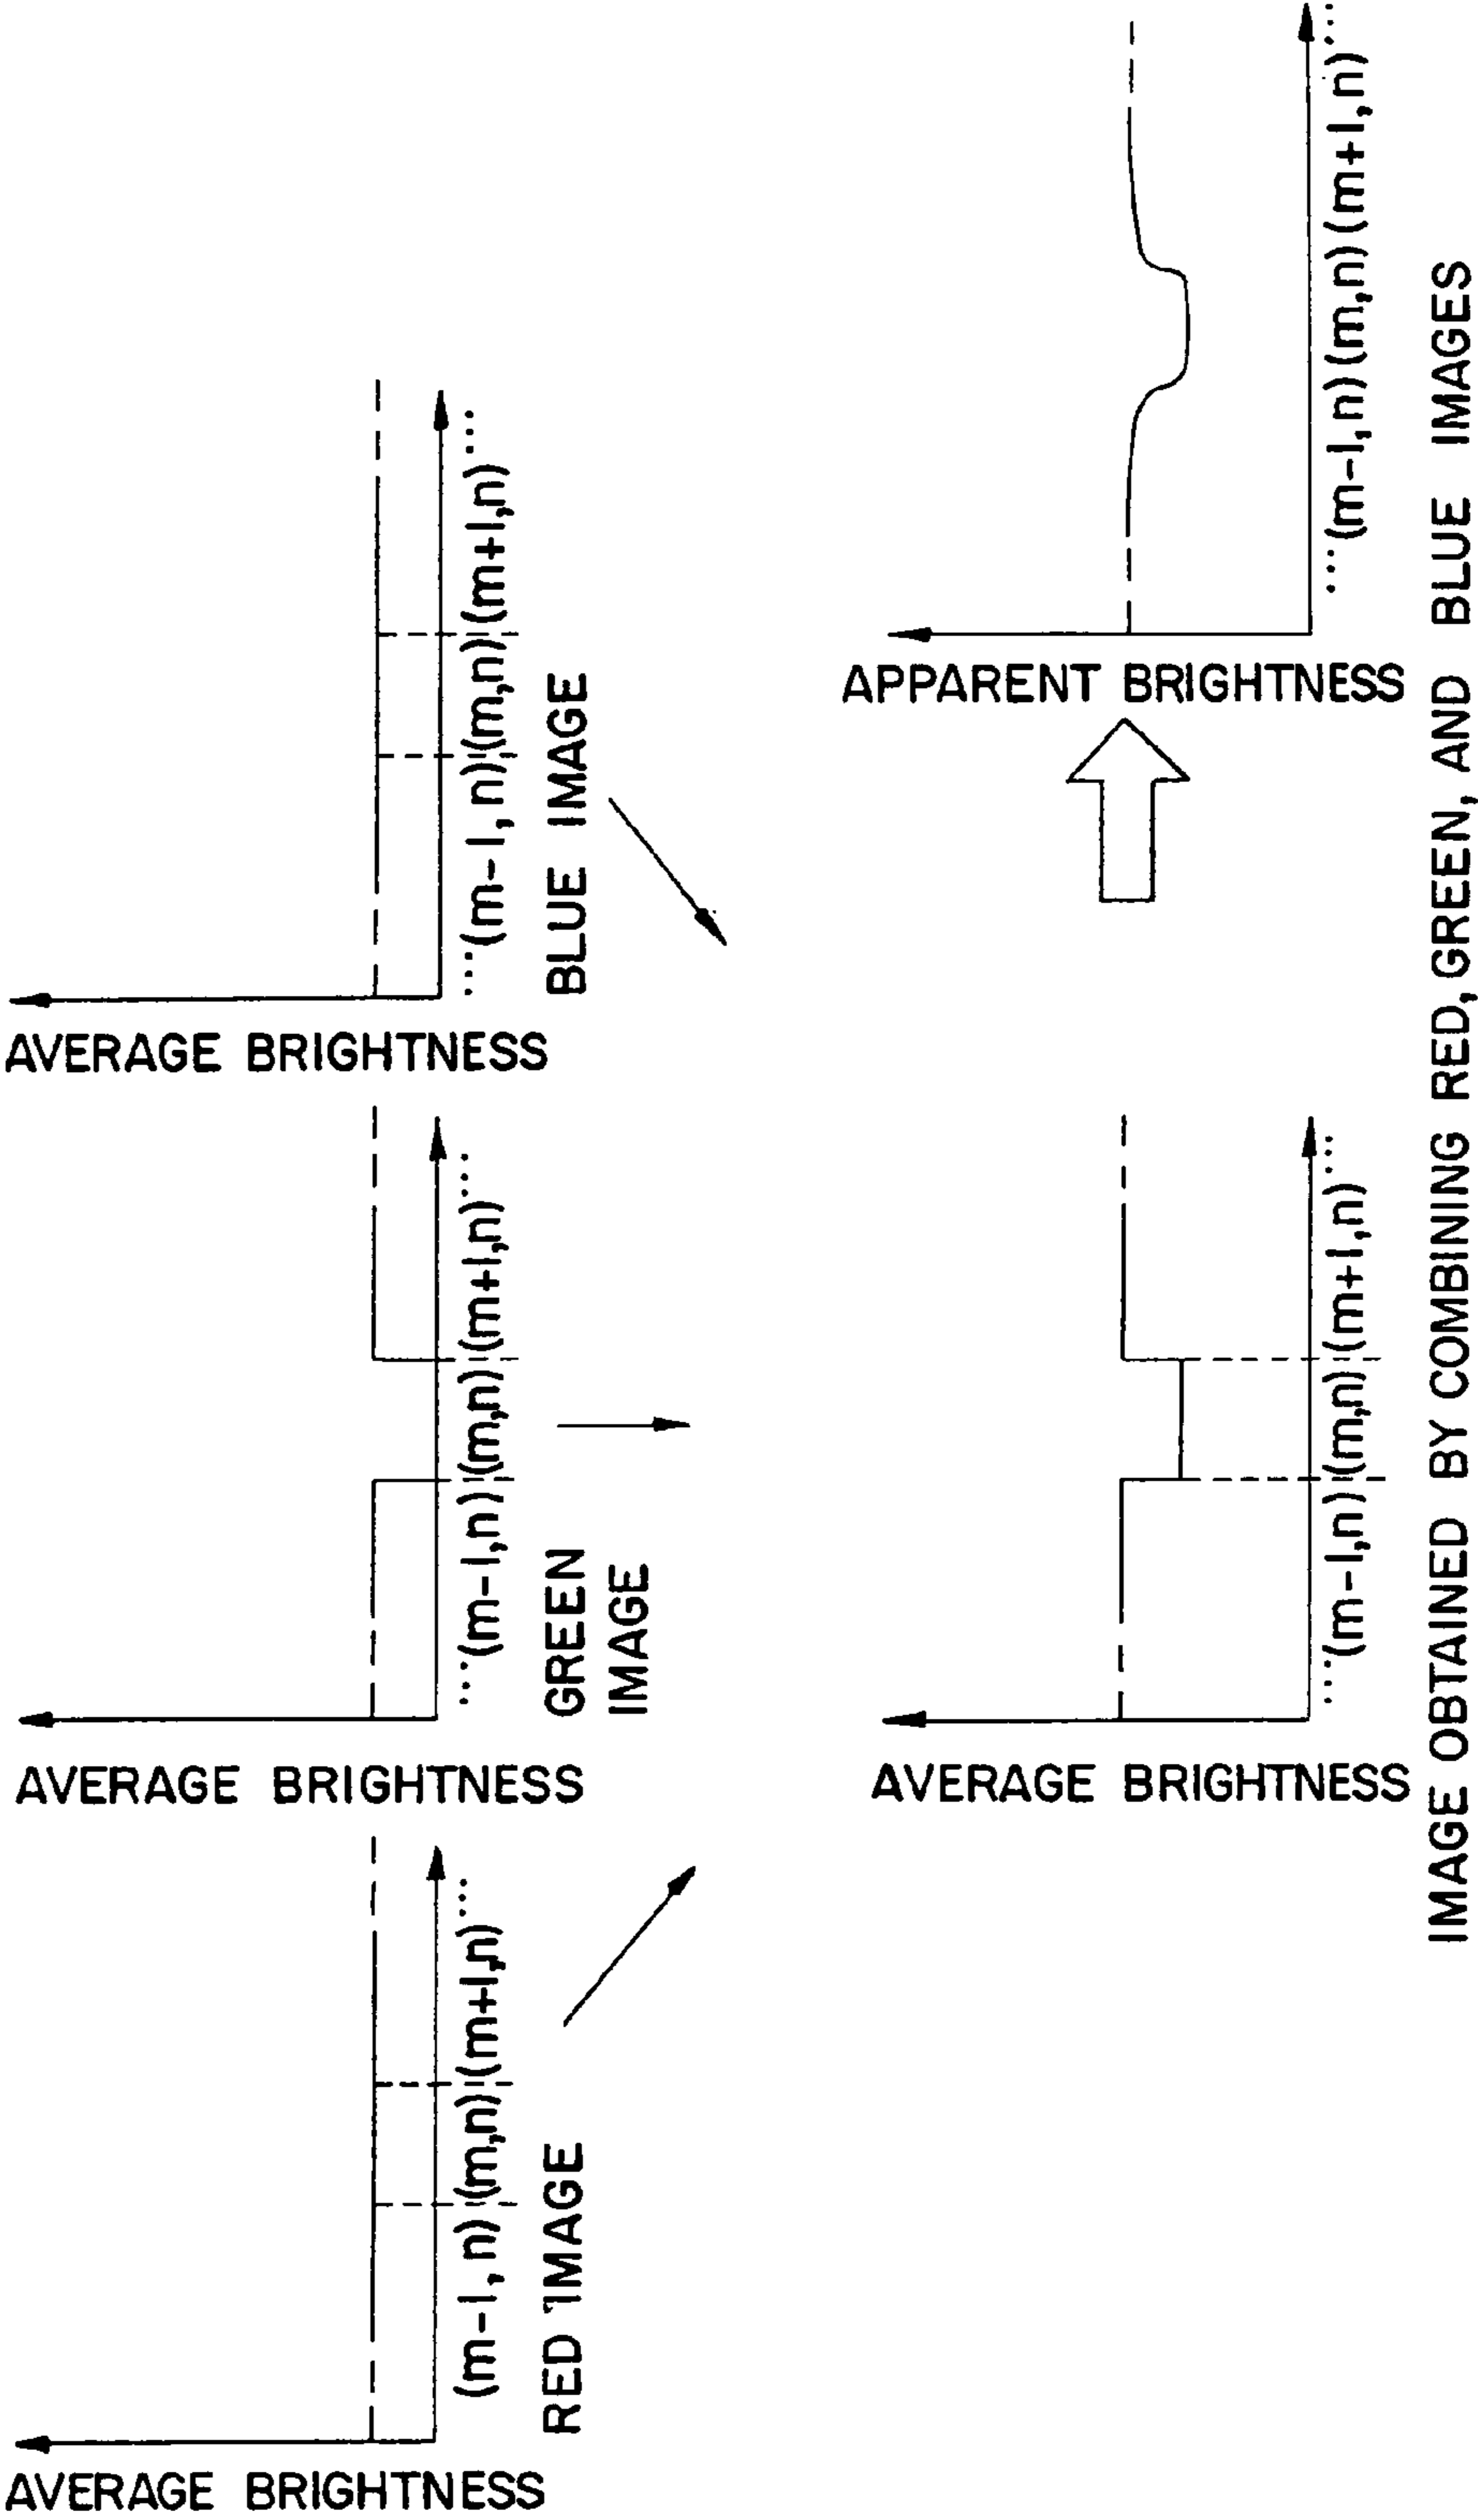 AVERAGE BRIGHTNESS
(m-1, n) (m,n) (m+1,n)...
RED IMAGE
AVERAGE BRIGHTNESS
...(m-1,n) (m,n) (m+1,n)...
GREEN
IMAGE
AVERAGE BRIGHTNESS
...(m-1, n) (m,n) (m+1,n)...
BLUE IMAGE
AVERAGE BRIGHTNESS
...(m-1,n) (m,n) (m+1,n)...
APPARENT BRIGHTNESS
...(m-1,n) (m,n) (m+1,n)...
IMAGE OBTAINED BY COMBINING RED, GREEN, AND BLUE IMAGES